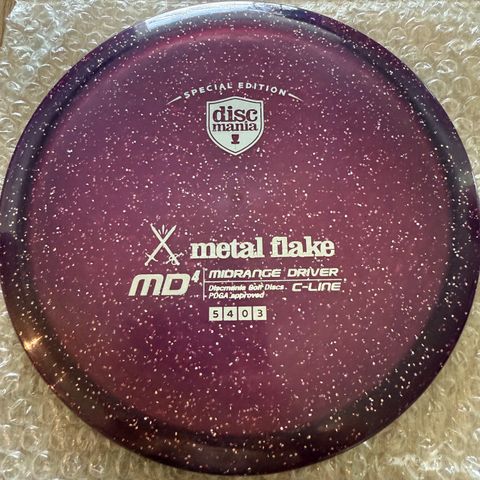 SPECIAL EDITION
disc
mania
metal flake
MD4 MIDRANGE DRIVER
Discmania Golf Discs C-LINE
PDGA approved
5 4 0 3